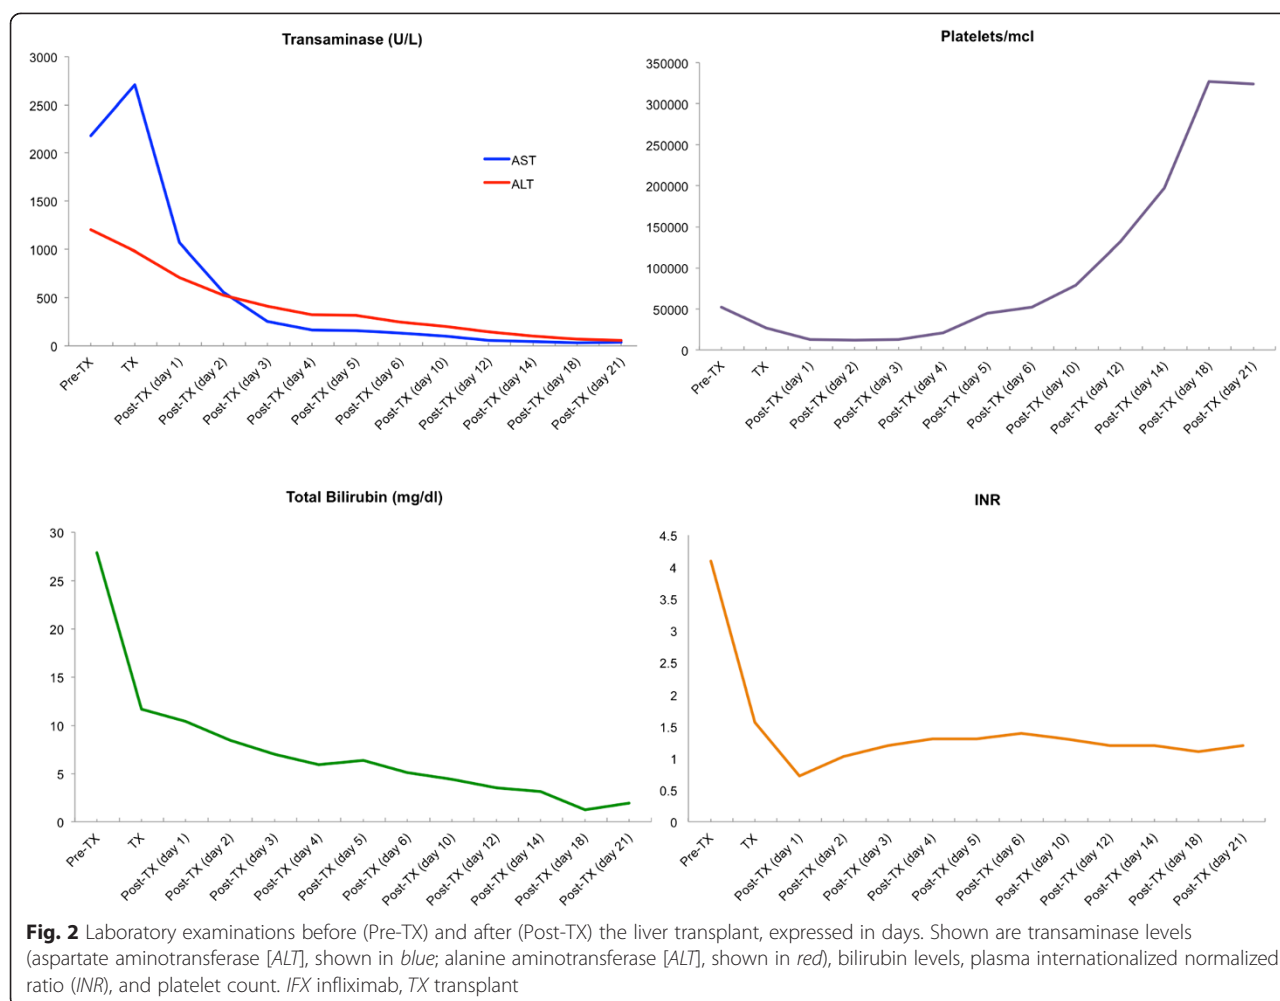 Transaminase (U/L)
3000
2500
2000
1500
1000
500
0
AST
ALT
Pre-TX
TX
Post-TX (day 1)
Post-TX (day 2)
Post-TX (day 3)
Post-TX (day 4)
Post-TX (day 5)
Post-TX (day 6)
Post-TX (day 10)
Post-TX (day 12)
Post-TX (day 14)
Post-TX (day 18)
Post-TX (day 21)
Platelets/mcl
350000
300000
250000
200000
150000
100000
50000
0
Pre-TX
TX
Post-TX (day 1)
Post-TX (day 2)
Post-TX (day 3)
Post-TX (day 4)
Post-TX (day 5)
Post-TX (day 6)
Post-TX (day 10)
Post-TX (day 12)
Post-TX (day 14)
Post-TX (day 18)
Post-TX (day 21)
Total Bilirubin (mg/dl)
30
25
20
15
10
5
0
Pre-TX
TX
Post-TX (day 1)
Post-TX (day 2)
Post-TX (day 3)
Post-TX (day 4)
Post-TX (day 5)
Post-TX (day 6)
Post-TX (day 10)
Post-TX (day 12)
Post-TX (day 14)
Post-TX (day 18)
Post-TX (day 21)
INR
4.5
4
3.5
3
2.5
2
1.5
1
0.5
0
Pre-TX
TX
Post-TX (day 1)
Post-TX (day 2)
Post-TX (day 3)
Post-TX (day 4)
Post-TX (day 5)
Post-TX (day 6)
Post-TX (day 10)
Post-TX (day 12)
Post-TX (day 14)
Post-TX (day 18)
Post-TX (day 21)
Fig. 2 Laboratory examinations before (Pre-TX) and after (Post-TX) the liver transplant, expressed in days. Shown are transaminase levels
(aspartate aminotransferase [ALT], shown in blue; alanine aminotransferase [ALT], shown in red), bilirubin levels, plasma internationalized normalized
ratio (INR), and platelet count. IFX infliximab, TX transplant